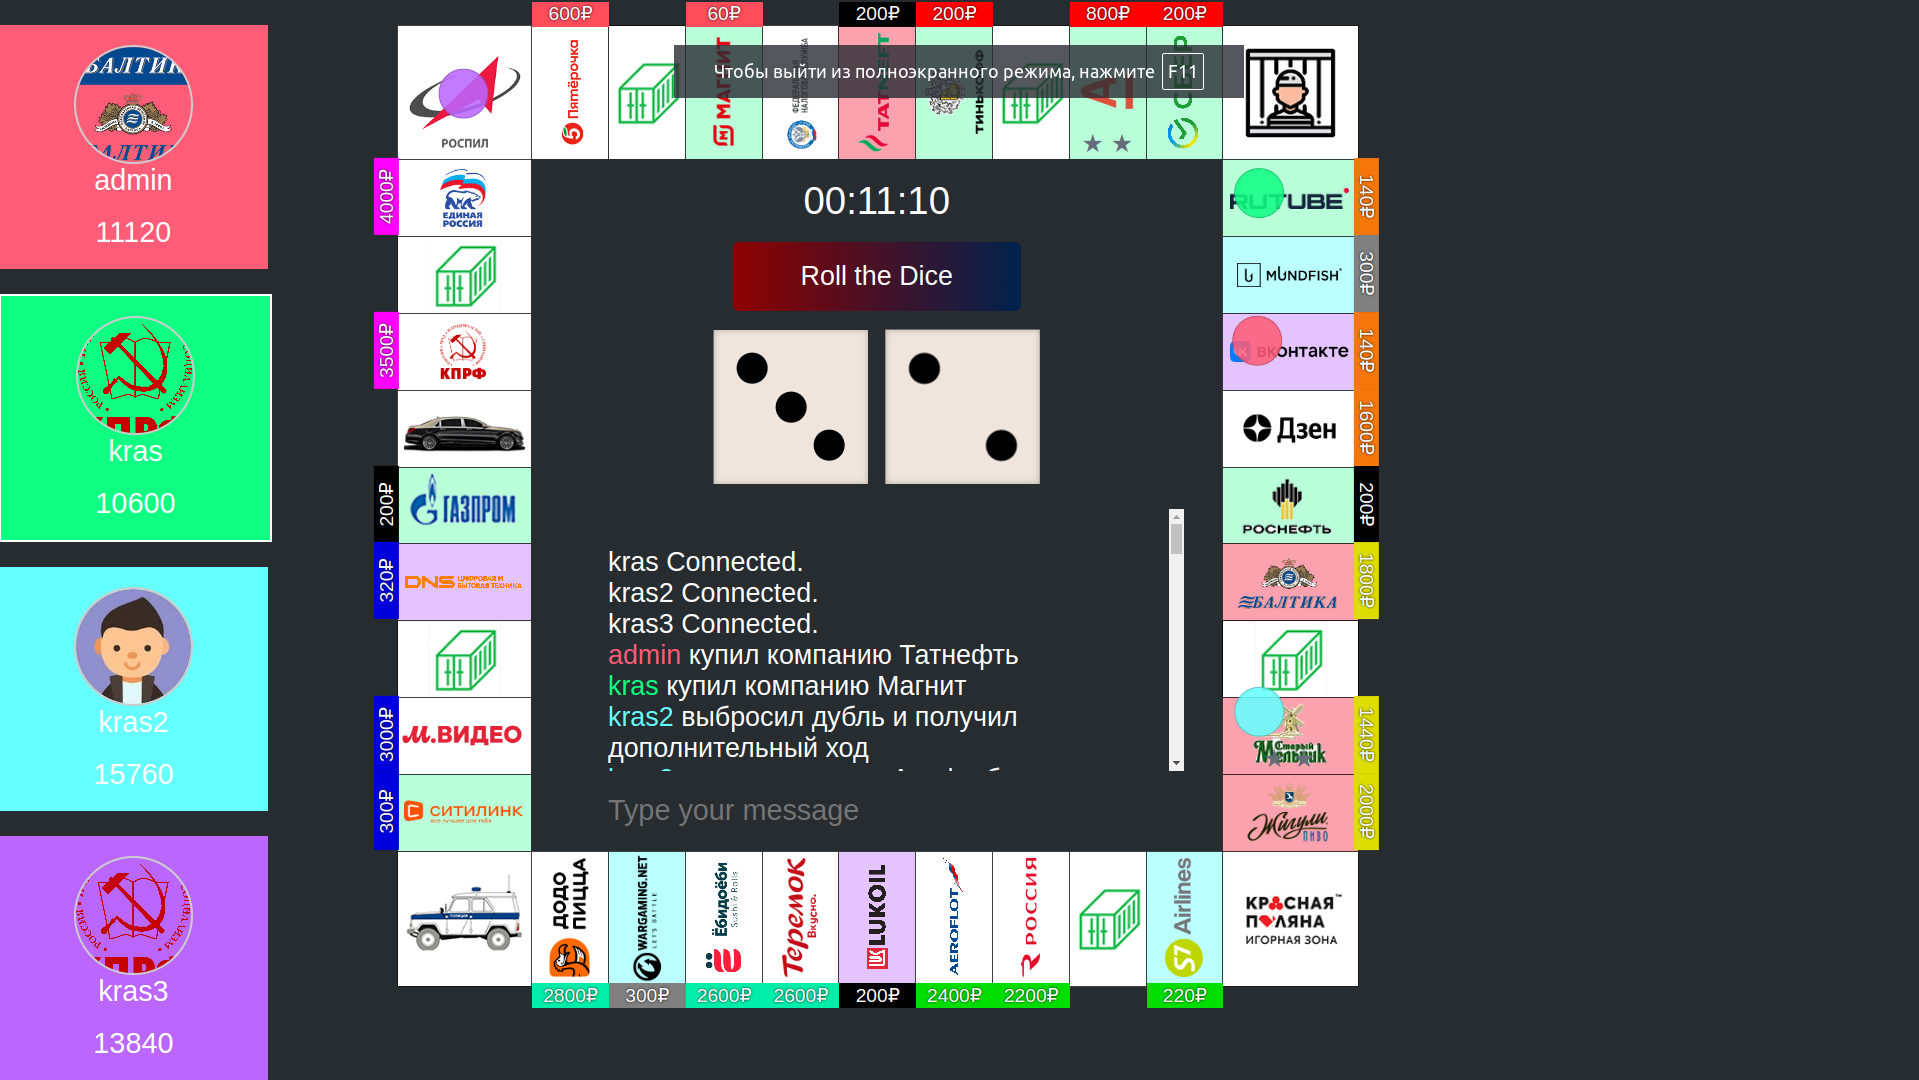 600₽
60₽
200₽
200₽
800₽
200₽
Чтобы выйти из полноэкранного режима, нажмите F11
РОСПИЛ
Пятёрочка
МАГНИТ
TATNEFT
ТИНЬКОФФ
БАЛТИК
admin
11120
kras
10600
kras2
15760
kras3
13840
4000₽
ЕДИНАЯ
РОССИЯ
3500₽
КПРФ
200₽
ГАЗПРОМ
320₽
DNS ЦИФРОВАЯ И
БЫТОВАЯ ТЕХНИКА
3000₽
М.ВИДЕО
300₽
СИТИЛИНК
все лучшее для тебя
00:11:10
Roll the Dice
kras Connected.
kras2 Connected.
kras3 Connected.
admin купил компанию Татнефть
kras купил компанию Магнит
kras2 выбросил дубль и получил
дополнительный ход
Type your message
RUTUBE
140₽
MUNDFISH
300₽
вконтакте
140₽
Дзен
1600₽
РОСНЕФТЬ
200₽
БАЛТИКА
1800₽
Старый
Мельник
1440₽
Жигули
ПИВО
2000₽
ДОДО
ПИЦЦА
WARGAMING.NET
LET'S BATTLE
Ёбидоёби
Sushi & Rolls
Теремок
Вкусно.
LUKOIL
AEROFLOT
РОССИЯ
S7 Airlines
КРАСНАЯ
ПОЛЯНА
ИГОРНАЯ ЗОНА
2800₽
300₽
2600₽
2600₽
200₽
2400₽
2200₽
220₽